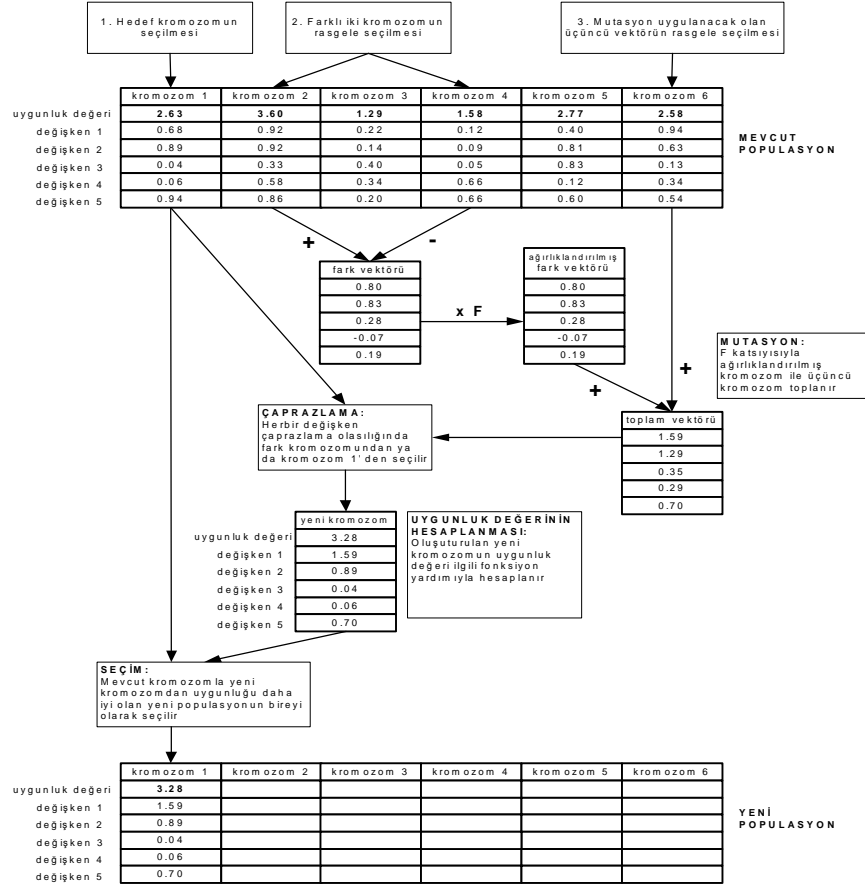 1. Hedef kromozomun
seçilmesi
2. Farklı iki kromozomun
rasgele seçilmesi
3. Mutasyon uygulanacak olan
üçüncü vektörün rasgele seçilmesi
kromozom 1 kromozom 2 kromozom 3 kromozom 4 kromozom 5 kromozom 6
uygunluk değeri 2.63 3.60 1.29 1.58 2.77 2.58
değişken 1 0.68 0.92 0.22 0.12 0.40 0.94
değişken 2 0.89 0.92 0.14 0.09 0.81 0.63
değişken 3 0.04 0.33 0.40 0.05 0.83 0.13
değişken 4 0.06 0.58 0.34 0.66 0.12 0.34
değişken 5 0.94 0.86 0.20 0.66 0.60 0.54
MEVCUT
POPULASYON
+ -
fark vektörü
0.80
0.83
0.28
-0.07
0.19
x F
ağırlıklandırılmış
fark vektörü
0.80
0.83
0.28
-0.07
0.19
+
+
MUTASYON:
F katsıyısıyla
ağırlıklandırılmış
kromozom ile üçüncü
kromozom toplanır
toplam vektörü
1.59
1.29
0.35
0.29
0.70
ÇAPRAZLAMA:
Herbir değişken
çaprazlama olasılığında
fark kromozomundan ya
da kromozom 1' den seçilir
yeni kromozom
uygunluk değeri 3.28
değişken 1 1.59
değişken 2 0.89
değişken 3 0.04
değişken 4 0.06
değişken 5 0.70
UYGUNLUK DEĞERİNİN
HESAPLANMASI:
Oluşuturulan yeni
kromozomun uygunluk
değeri ilgili fonksiyon
yardımıyla hesaplanır
SEÇİM:
Mevcut kromozomla yeni
kromozomdan uygunluğu daha
iyi olan yeni populasyonun bireyi
olarak seçilir
kromozom 1 kromozom 2 kromozom 3 kromozom 4 kromozom 5 kromozom 6
uygunluk değeri 3.28
değişken 1 1.59
değişken 2 0.89
değişken 3 0.04
değişken 4 0.06
değişken 5 0.70
YENİ
POPULASYON